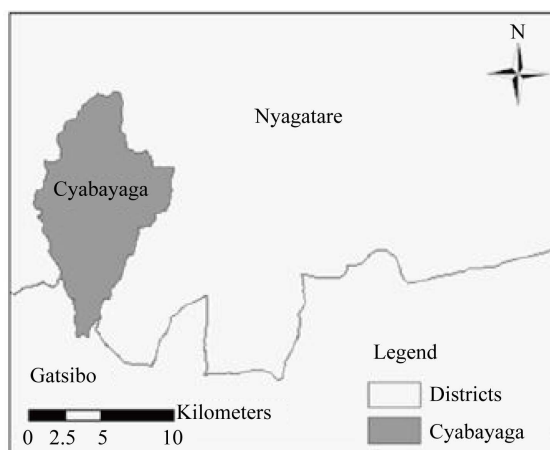 N
Nyagatare
Cyabayaga
Legend
Gatsibo
Districts
Kilometers
0 2.5 5 10
Cyabayaga